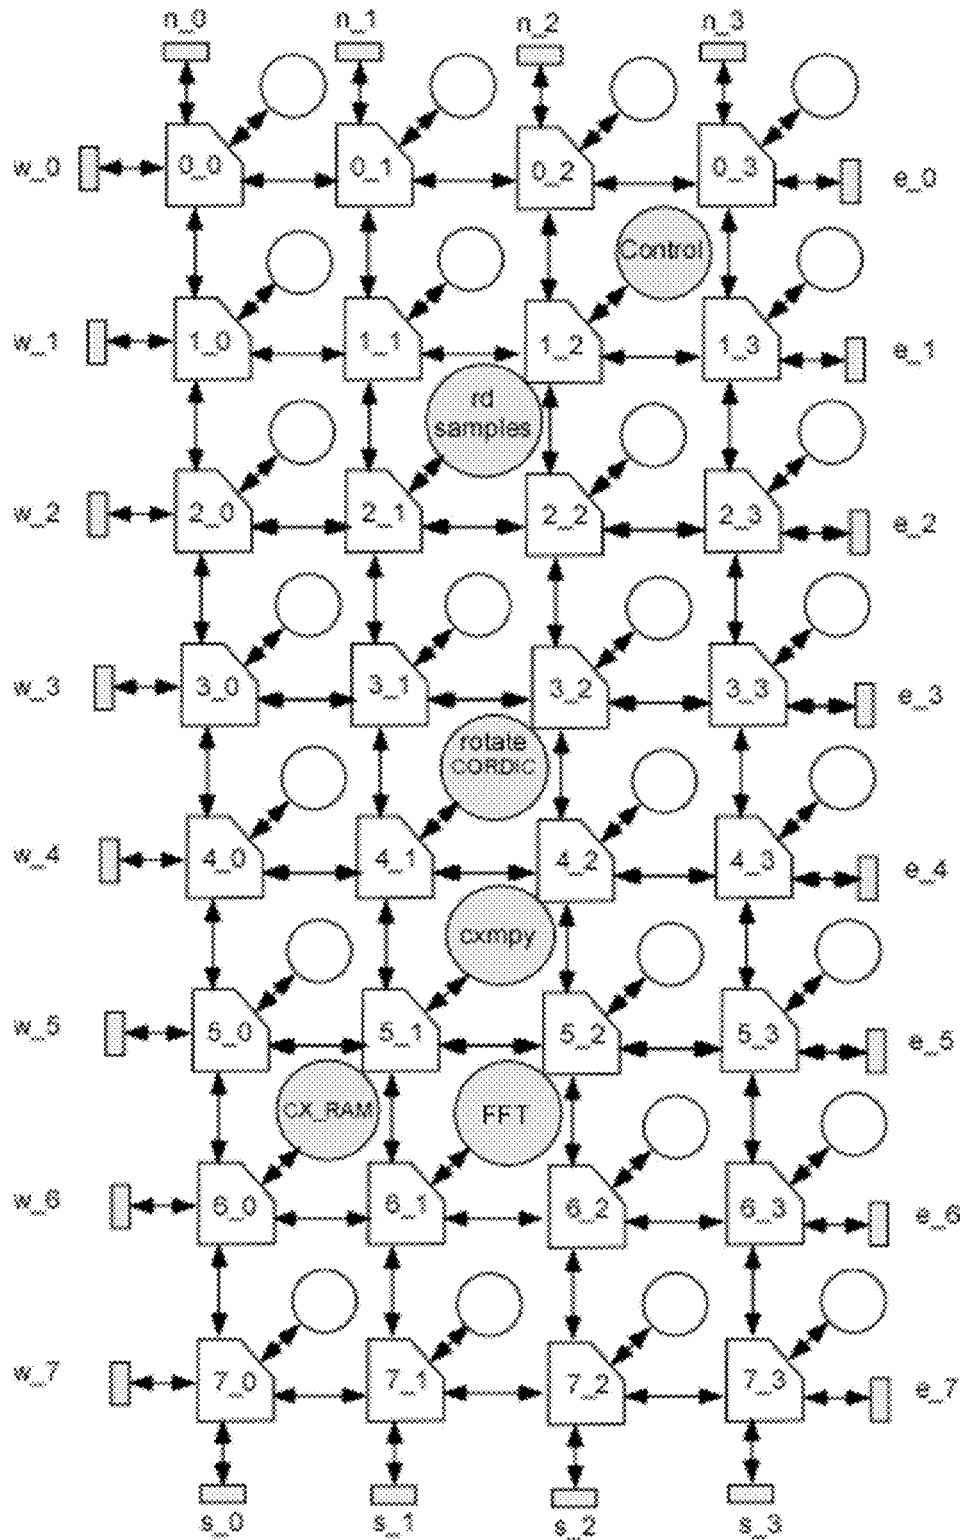 n_0 n_1 n_2 n_3
w_0 0_0 0_1 0_2 0_3 e_0
Control
w_1 1_0 1_1 1_2 1_3 e_1
rd
samples
w_2 2_0 2_1 2_2 2_3 e_2
w_3 3_0 3_1 3_2 3_3 e_3
rotate
CORDIC
w_4 4_0 4_1 4_2 4_3 e_4
cxmpy
w_5 5_0 5_1 5_2 5_3 e_5
CX_RAM FFT
w_6 6_0 6_1 6_2 6_3 e_6
w_7 7_0 7_1 7_2 7_3 e_7
s_0 s_1 s_2 s_3